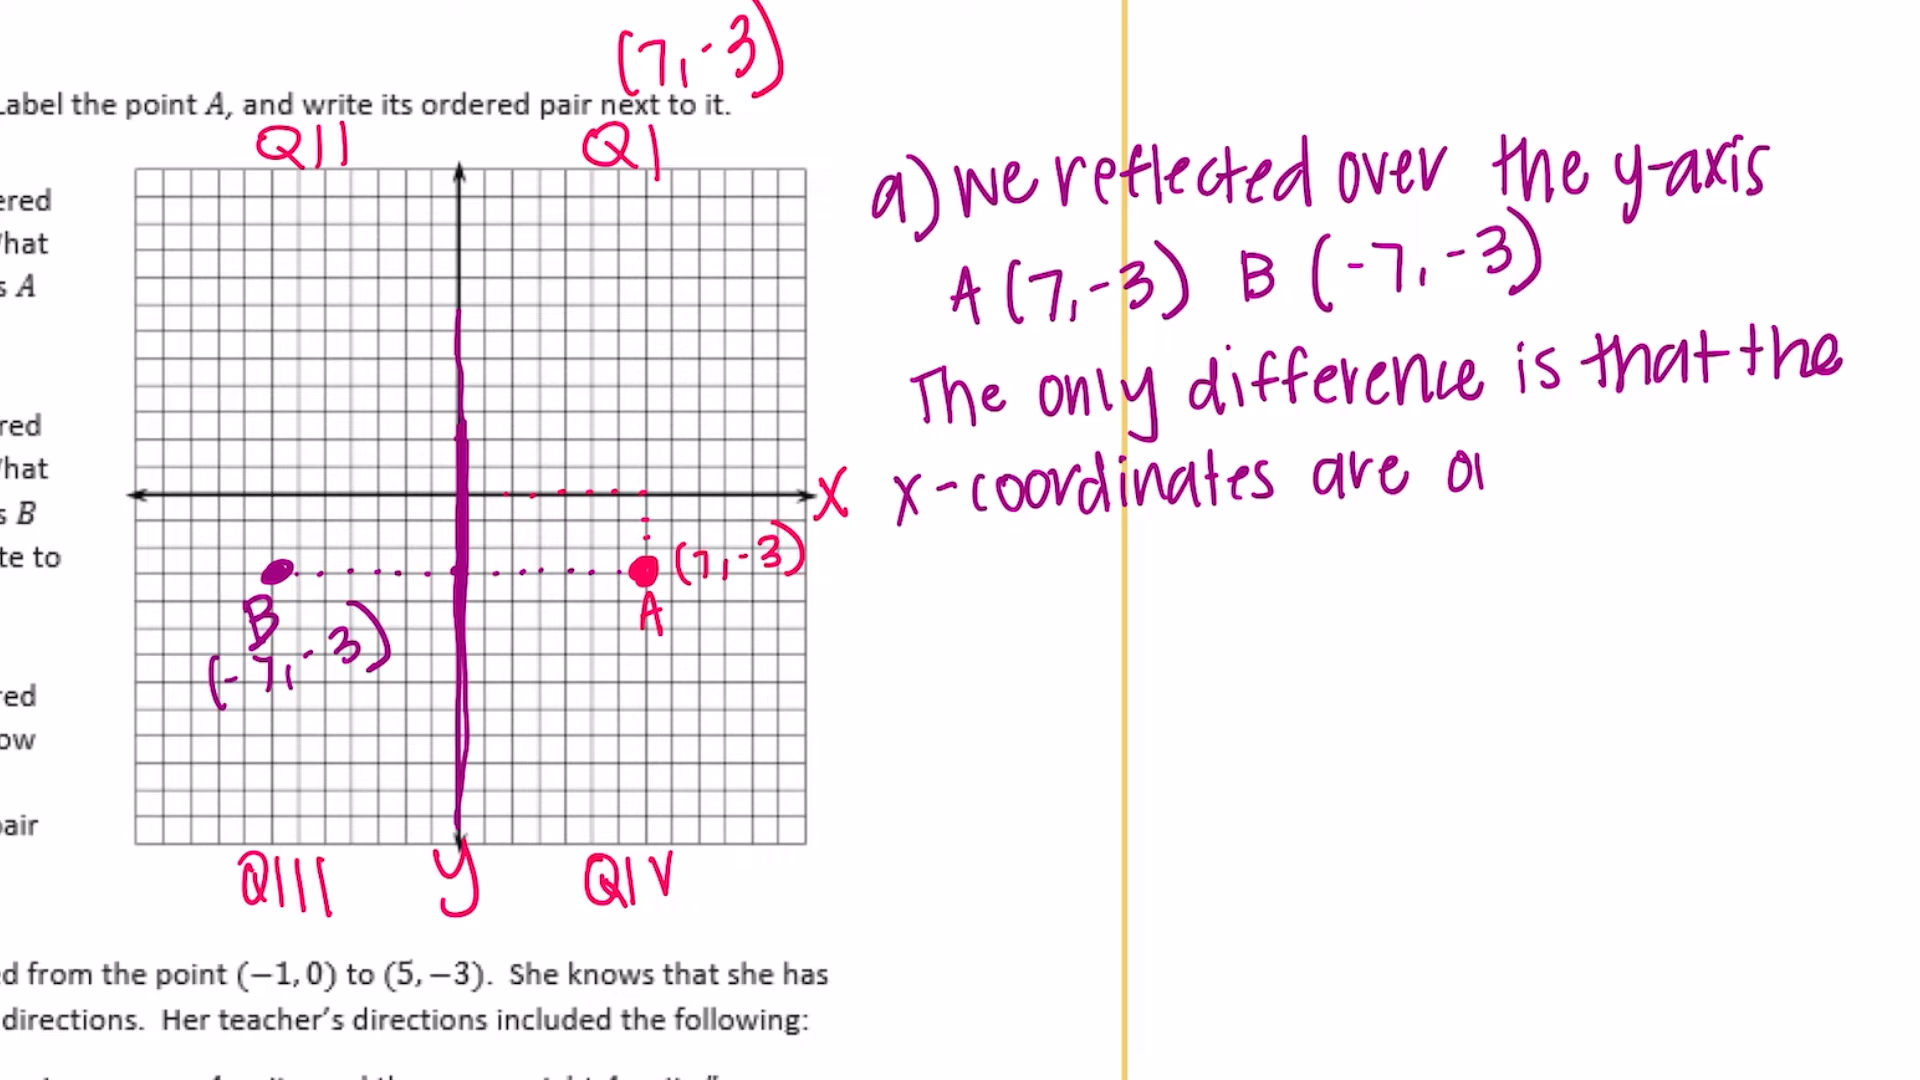 (7,-3)
Label the point A, and write its ordered pair next to it.
QII QI
ered
hat
s A
red
hat
s B
te to
red
ow
pair
X
(7,-3)
A
B
(-7,-3)
QIII y QIV
a) we reflected over the y-axis
A (7,-3) B (-7,-3)
The only difference is that the
x-coordinates are o
ed from the point (−1,0) to (5,−3). She knows that she has
directions. Her teacher's directions included the following: